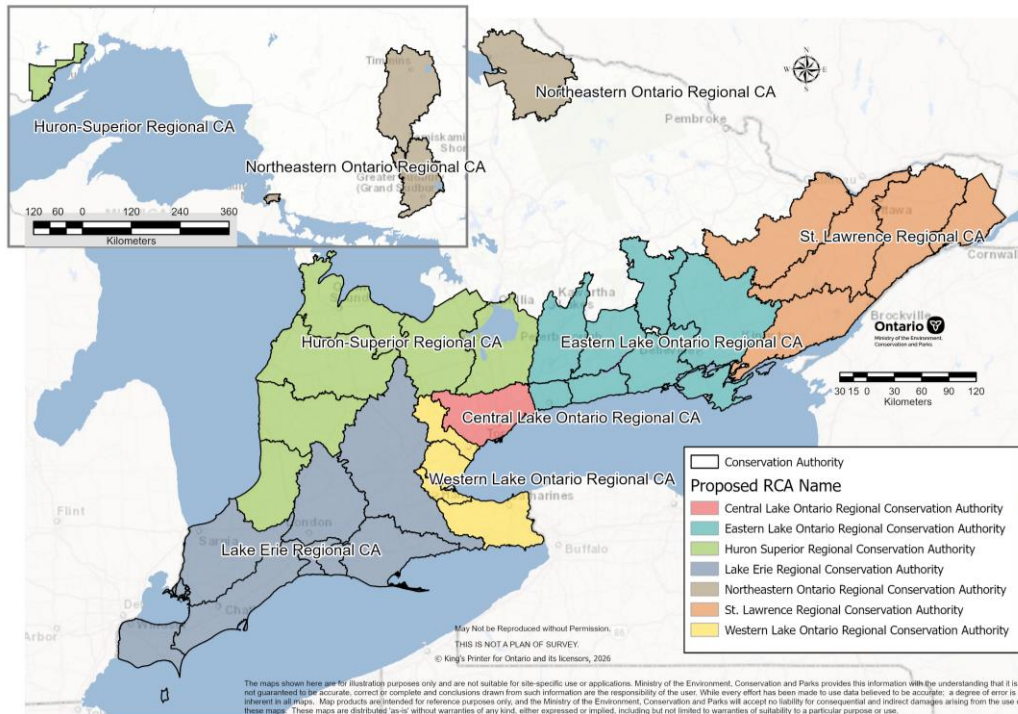 Timmins
Huron-Superior Regional CA
Northeastern Ontario Regional CA
Greater Sudbury
(Grand Sudbury)
120 60 0 120 240 360
Kilometers
N
W E
S
Northeastern Ontario Regional CA
Pembroke
Ottawa
St. Lawrence Regional CA
Cornwall
Brockville
Ontario
Ministry of the Environment,
Conservation and Parks
30 15 0 30 60 90 120
Kilometers
Kawartha
Lakes
Huron-Superior Regional CA
Eastern Lake Ontario Regional CA
Central Lake Ontario Regional CA
Western Lake Ontario Regional CA
Flint
London
Sarnia
Lake Erie Regional CA
Buffalo
Arbor
Conservation Authority
Proposed RCA Name
Central Lake Ontario Regional Conservation Authority
Eastern Lake Ontario Regional Conservation Authority
Huron Superior Regional Conservation Authority
Lake Erie Regional Conservation Authority
Northeastern Ontario Regional Conservation Authority
St. Lawrence Regional Conservation Authority
Western Lake Ontario Regional Conservation Authority
May Not be Reproduced without Permission.
THIS IS NOT A PLAN OF SURVEY.
© King's Printer for Ontario and its licensors, 2026
The maps shown here are for illustration purposes only and are not suitable for site-specific use or applications. Ministry of the Environment, Conservation and Parks provides this information with the understanding that it is
not guaranteed to be accurate, correct or complete and conclusions drawn from such information are the responsibility of the user. While every effort has been made to use data believed to be accurate; a degree of error is
inherent in all maps. Map products are intended for reference purposes only, and the Ministry of the Environment, Conservation and Parks will accept no liability for consequential and indirect damages arising from the use of
these maps. These maps are distributed 'as-is' without warranties of any kind, either expressed or implied, including but not limited to warranties of suitability to a particular purpose or use.